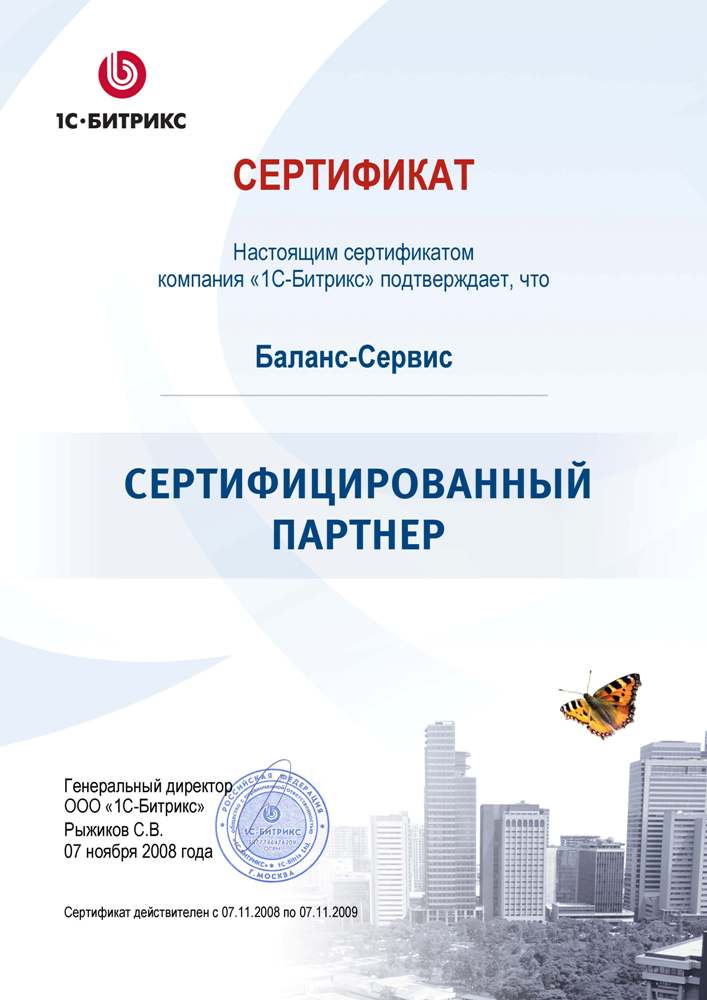 1С·БИТРИКС
СЕРТИФИКАТ
Настоящим сертификатом
компания «1С-Битрикс» подтверждает, что
Баланс-Сервис
СЕРТИФИЦИРОВАННЫЙ
ПАРТНЕР
Генеральный директор
ООО «1С-Битрикс»
Рыжиков С.В.
07 ноября 2008 года
РОССИЙСКАЯ ФЕДЕРАЦИЯ
1С-БИТРИКС
Г.МОСКВА
Сертификат действителен с 07.11.2008 по 07.11.2009